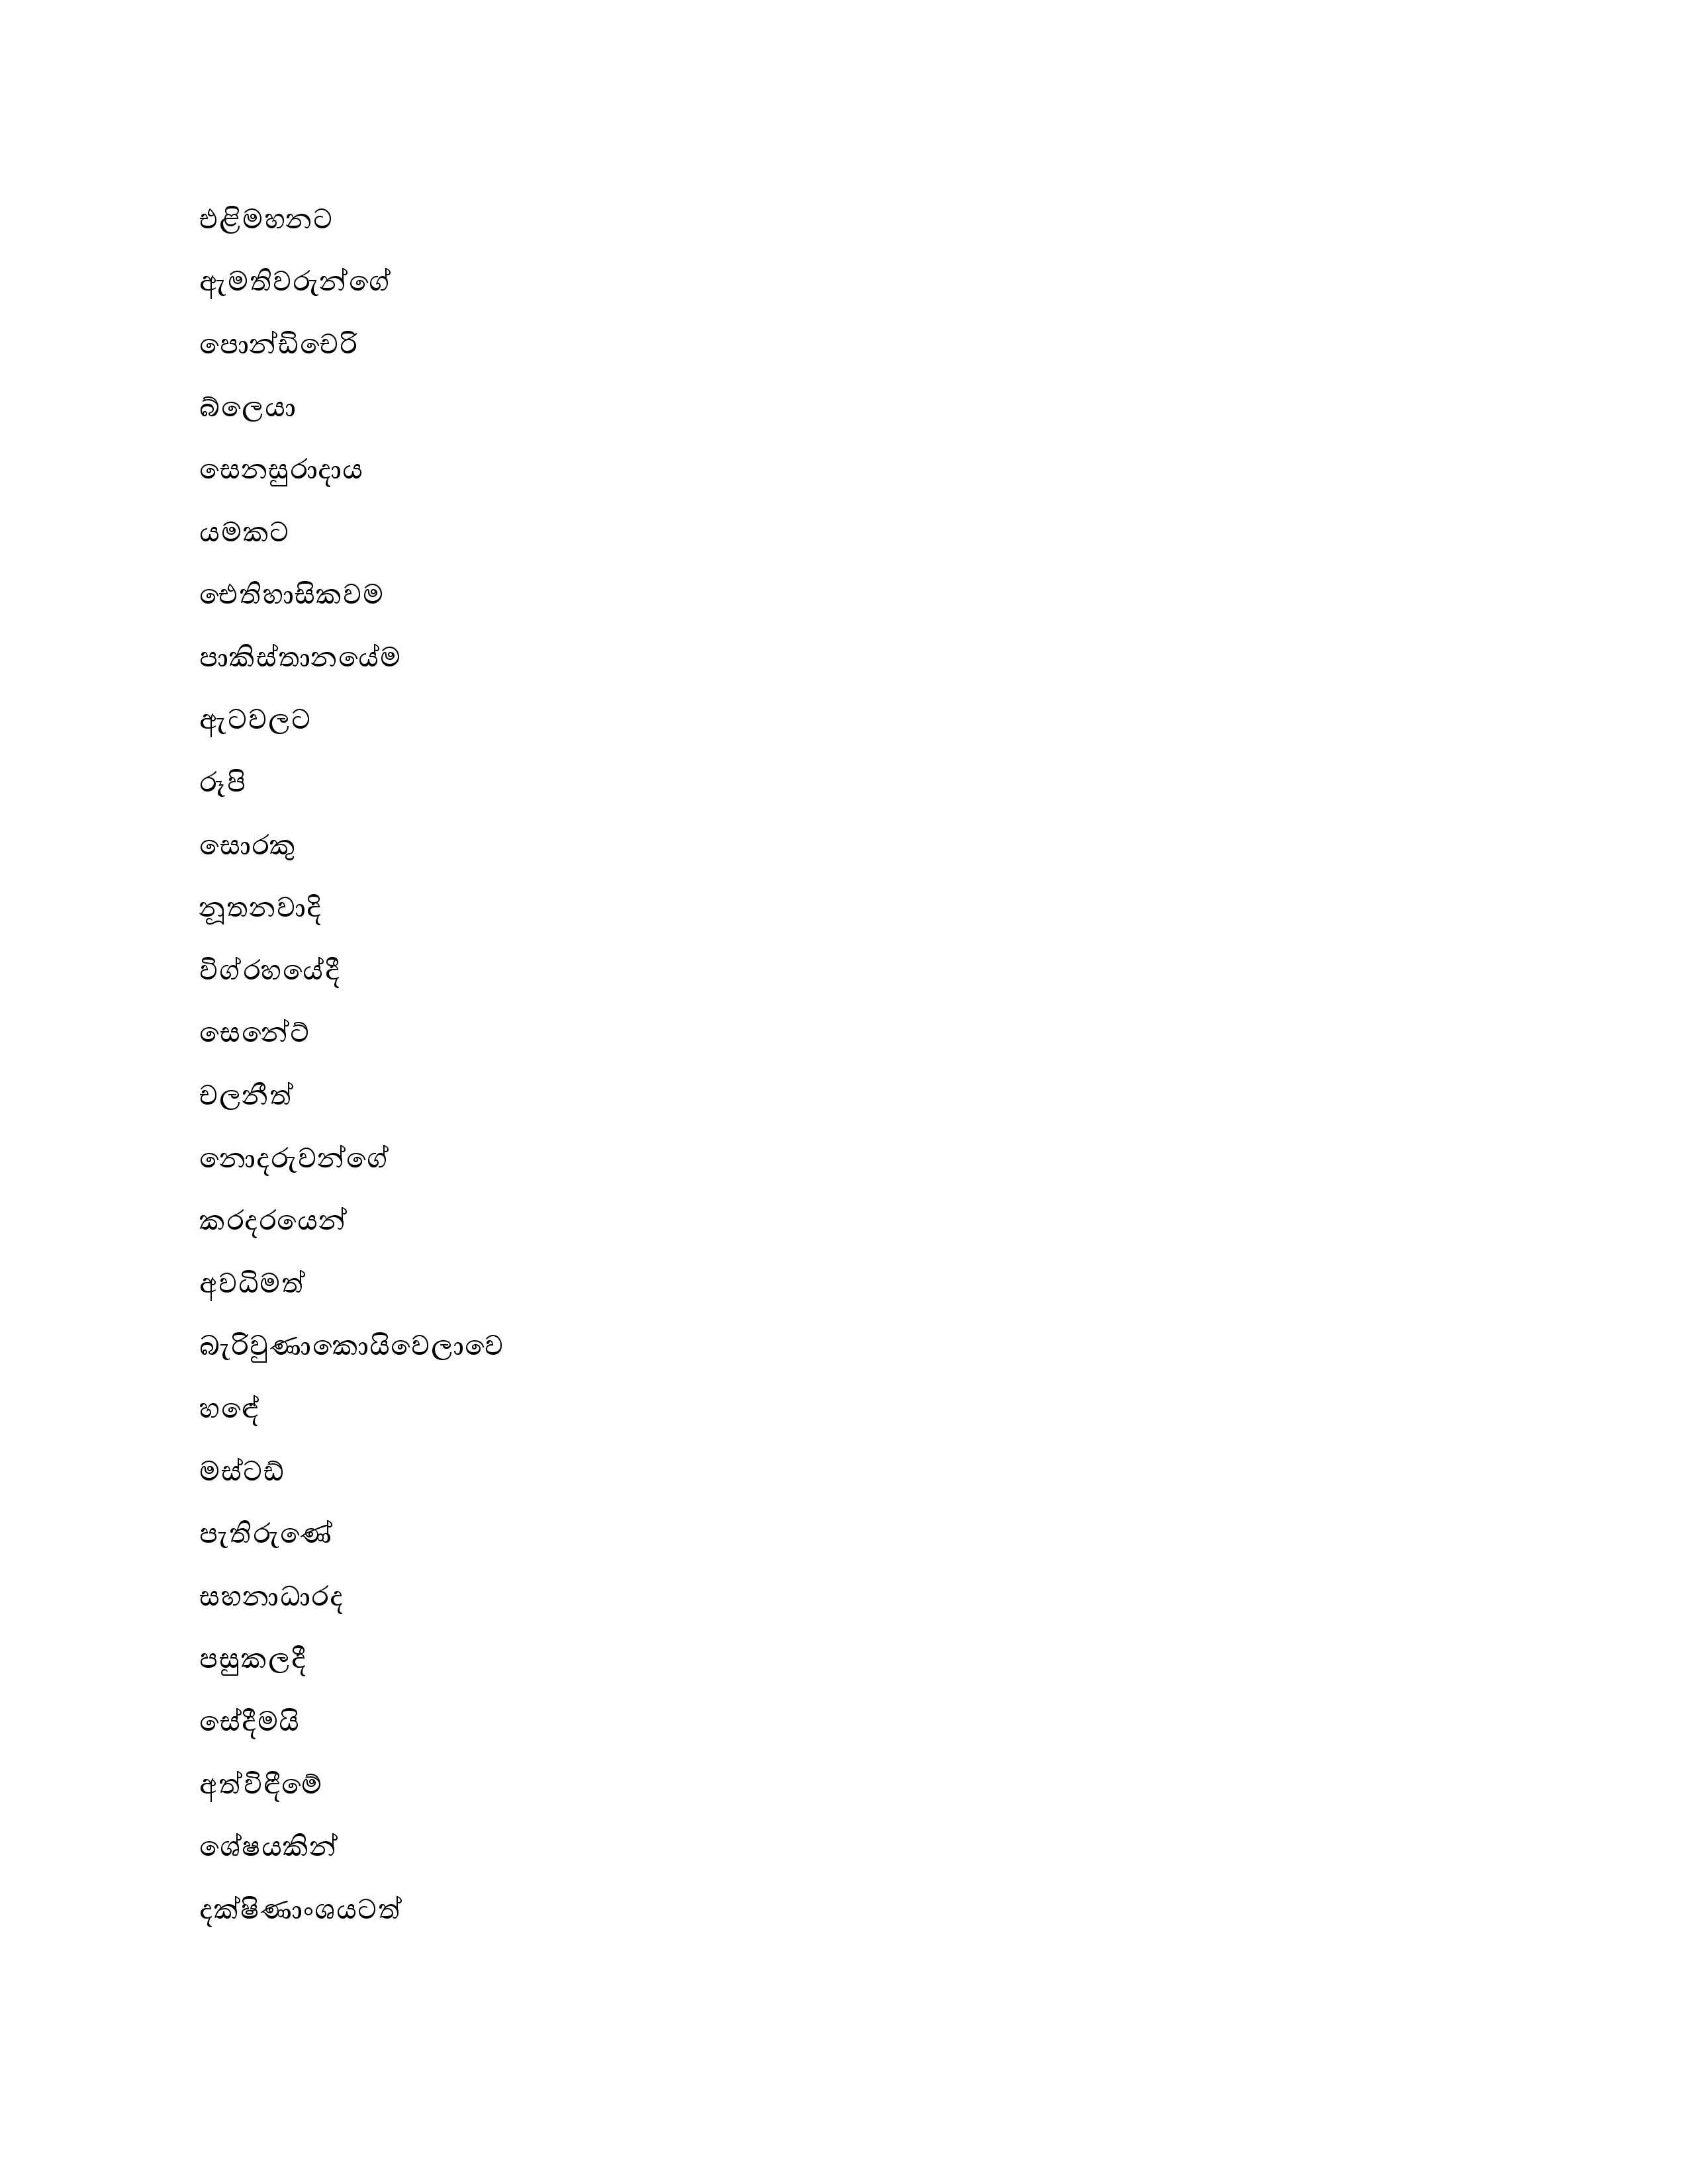 එළිමහනට
ඇමතිවරුන්ගේ
පොන්ඩිචෙරි
බ්ලෙයා
සෙනසුරාදාය
යමකට
ඓතිහාසිකවම
පාකිස්තානයේම
ඇටවලට
රූපි
සොරකු
නූතනවාදි
විග්රහයේදී
සෙනේට්
චලනීත්
නොදරුවන්ගේ
කරදරයෙන්
අවධිමත්
බැරිවුණාකොයිවෙලාවෙ
හඳේ
මස්ටඩ්
පැතිරුණේ
සහනාධාරද
පසුකලදී
සේදීමයි
අත්විඳීමේ
ශේෂයකින්
දක්ෂිණාංශයටත්